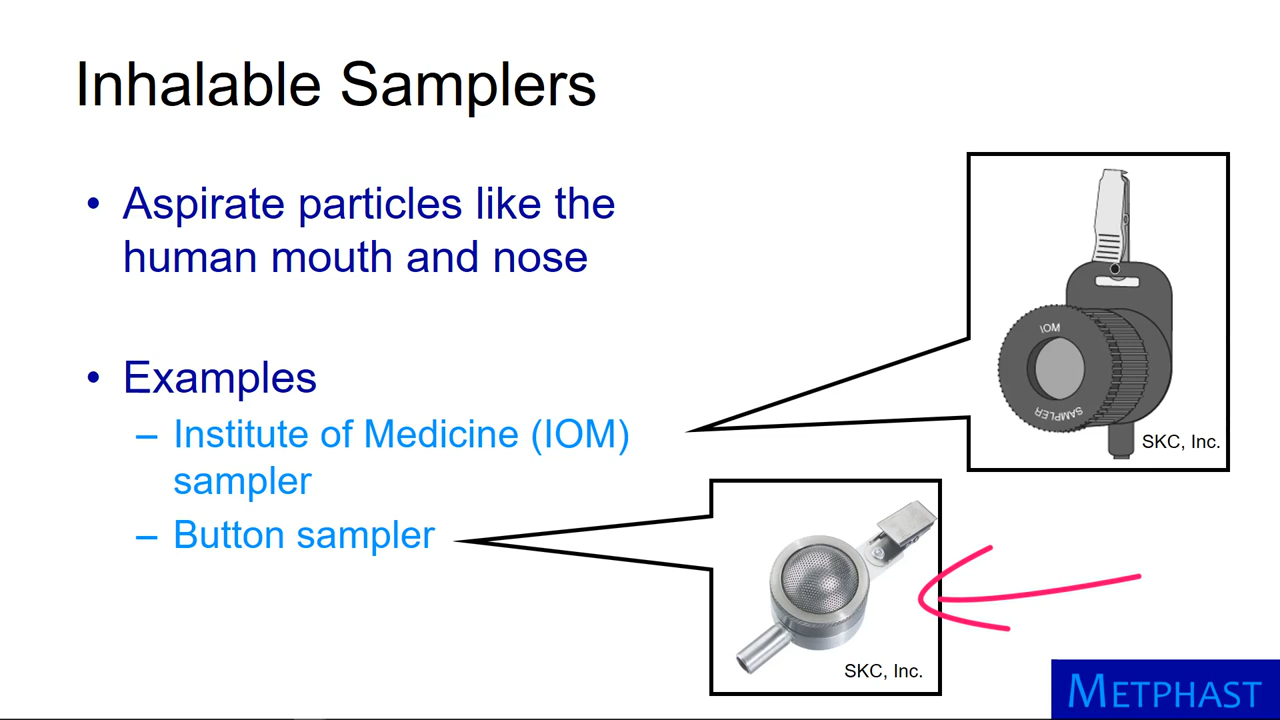 Inhalable Samplers
• Aspirate particles like the
human mouth and nose
• Examples
– Institute of Medicine (IOM)
sampler
– Button sampler
IOM
SAMPLER
SKC, Inc.
SKC, Inc.
METPHAST